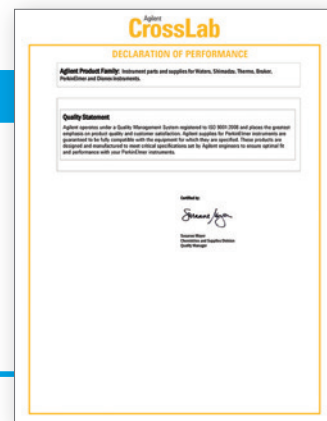 Agilent
CrossLab
DECLARATION OF PERFORMANCE
Agilent Product Family: Instrument parts and supplies for Waters, Shimadzu, Thermo, Bruker,
PerkinElmer and Dionex instruments.
Quality Statement
Agilent operates under a Quality Management System registered to ISO 9001:2008 and places the greatest
emphasis on product quality and customer satisfaction. Agilent supplies for PerkinElmer instruments are
guaranteed to be fully compatible with the equipment for which they are specified. These products are
designed and manufactured to meet critical specifications set by Agilent engineers to ensure optimal fit
and performance with your PerkinElmer instruments.
Certified by:
Chemistries and Supplies Division
Quality Manager